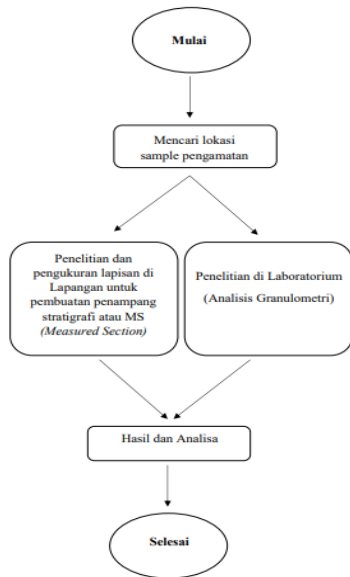 Mulai
Mencari lokasi
sample pengamatan
Penelitian dan
pengukuran lapisan di
Lapangan untuk
pembuatan penampang
stratigrafi atau MS
(Measured Section)
Penelitian di Laboratorium
(Analisis Granulometri)
Hasil dan Analisa
Selesai